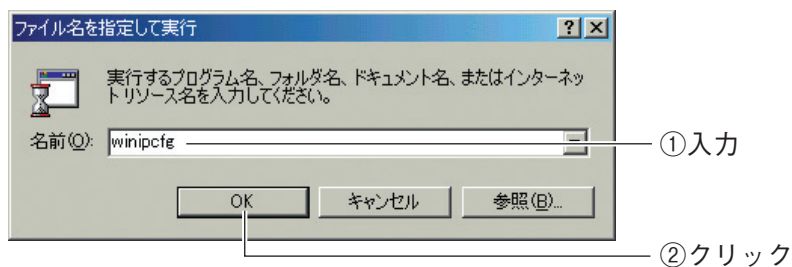 ファイル名を指定して実行
実行するプログラム名、フォルダ名、ドキュメント名、またはインターネッ
トリソース名を入力してください。
名前(O): winipcfg
①入力
OK キャンセル 参照(B)...
②クリック